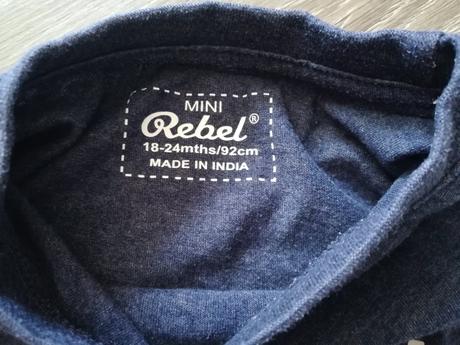 MINI
Rebel®
18-24mths/92cm
MADE IN INDIA